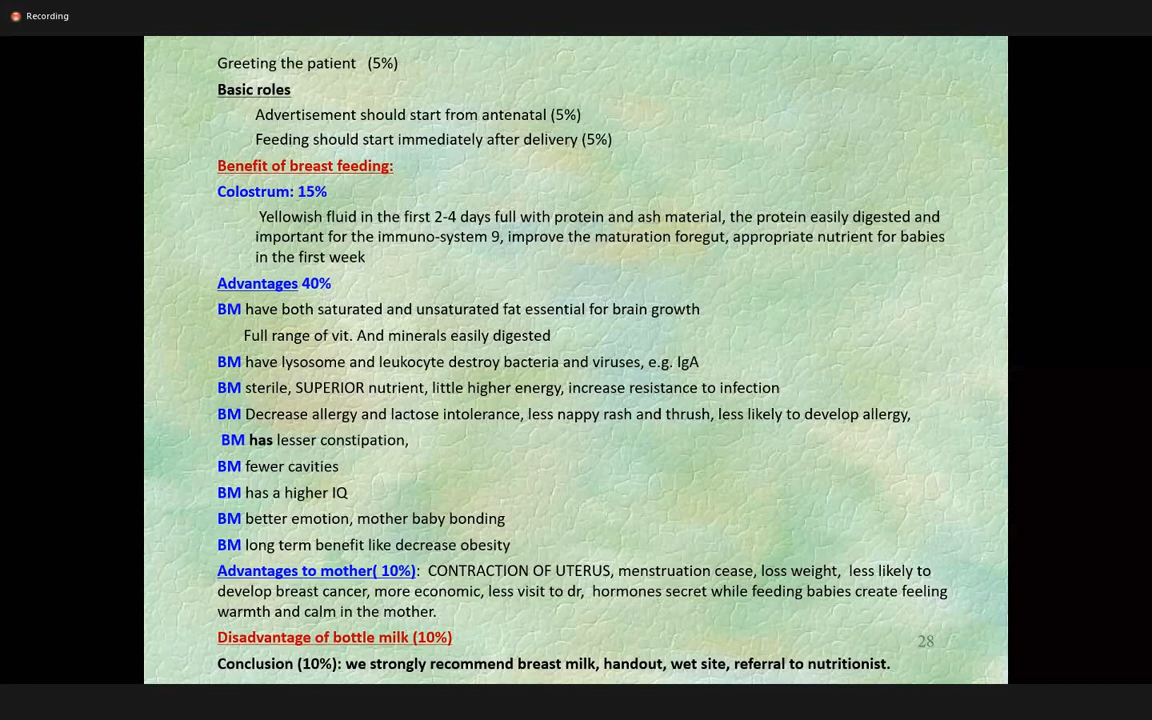 Recording
Greeting the patient (5%)
Basic roles
Advertisement should start from antenatal (5%)
Feeding should start immediately after delivery (5%)
Benefit of breast feeding:
Colostrum: 15%
Yellowish fluid in the first 2-4 days full with protein and ash material, the protein easily digested and
important for the immuno-system 9, improve the maturation foregut, appropriate nutrient for babies
in the first week
Advantages 40%
BM have both saturated and unsaturated fat essential for brain growth
Full range of vit. And minerals easily digested
BM have lysosome and leukocyte destroy bacteria and viruses, e.g. IgA
BM sterile, SUPERIOR nutrient, little higher energy, increase resistance to infection
BM Decrease allergy and lactose intolerance, less nappy rash and thrush, less likely to develop allergy,
BM has lesser constipation,
BM fewer cavities
BM has a higher IQ
BM better emotion, mother baby bonding
BM long term benefit like decrease obesity
Advantages to mother( 10%): CONTRACTION OF UTERUS, menstruation cease, loss weight, less likely to
develop breast cancer, more economic, less visit to dr, hormones secret while feeding babies create feeling
warmth and calm in the mother.
Disadvantage of bottle milk (10%)
28
Conclusion (10%): we strongly recommend breast milk, handout, wet site, referral to nutritionist.